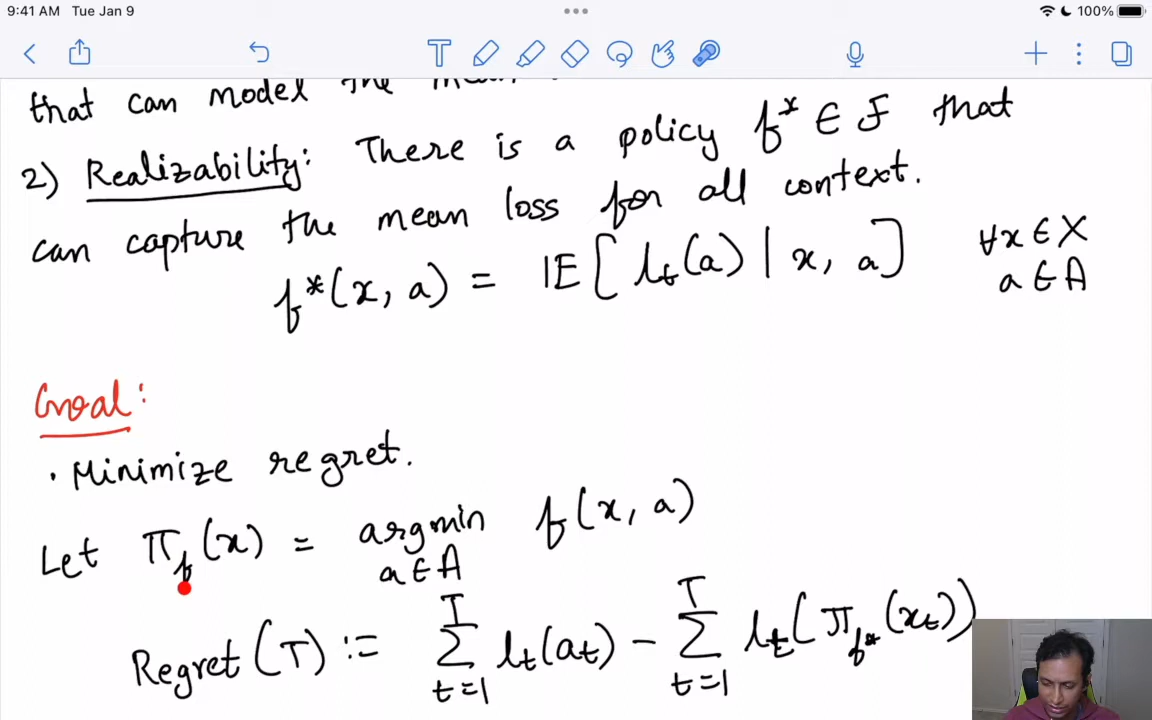 9:41 AM Tue Jan 9 100%
that can model the mean
2) Realizability: There is a policy f* ∈ F that
can capture the mean loss for all context.
f*(x, a) = E[ l_t(a) | x, a ] ∀x ∈ X
a ∈ A
Goal:
· Minimize regret.
Let π_f(x) = argmin f(x, a)
a ∈ A
Regret(T) := ∑_{t=1}^{T} l_t(a_t) − ∑_{t=1}^{T} l_t(π_{f*}(x_t))